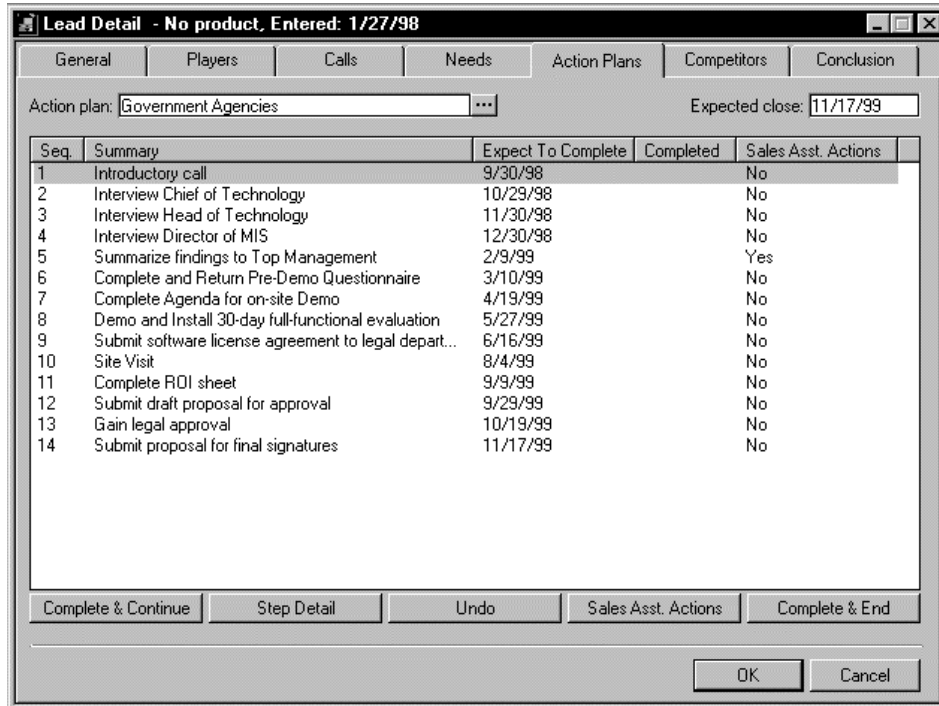 Lead Detail - No product, Entered: 1/27/98
General Players Calls Needs Action Plans Competitors Conclusion
Action plan: Government Agencies ... Expected close: 11/17/99
Seq. Summary Expect To Complete Completed Sales Asst. Actions
1 Introductory call 9/30/98 No
2 Interview Chief of Technology 10/29/98 No
3 Interview Head of Technology 11/30/98 No
4 Interview Director of MIS 12/30/98 No
5 Summarize findings to Top Management 2/9/99 Yes
6 Complete and Return Pre-Demo Questionnaire 3/10/99 No
7 Complete Agenda for on-site Demo 4/19/99 No
8 Demo and Install 30-day full-functional evaluation 5/27/99 No
9 Submit software license agreement to legal depart... 6/16/99 No
10 Site Visit 8/4/99 No
11 Complete ROI sheet 9/9/99 No
12 Submit draft proposal for approval 9/29/99 No
13 Gain legal approval 10/19/99 No
14 Submit proposal for final signatures 11/17/99 No
Complete & Continue Step Detail Undo Sales Asst. Actions Complete & End
OK Cancel